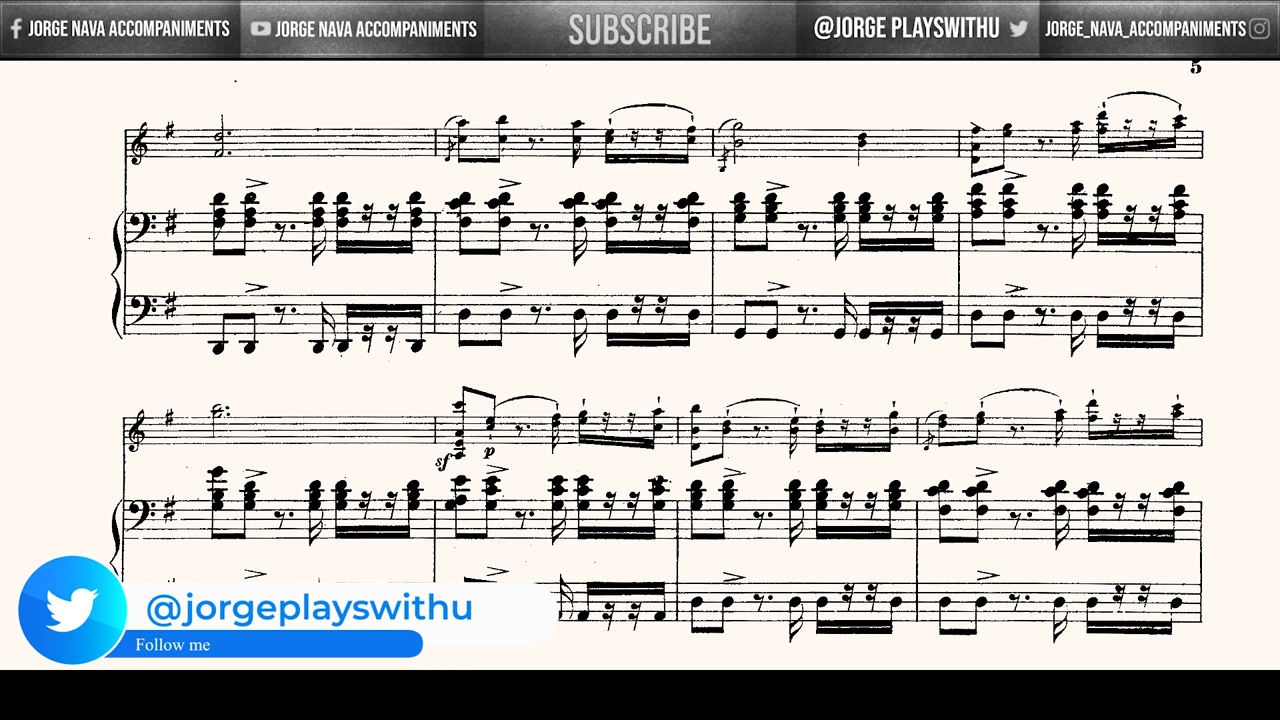 JORGE NAVA ACCOMPANIMENTS
JORGE NAVA ACCOMPANIMENTS
SUBSCRIBE
@JORGE PLAYSWITHU
JORGE_NAVA_ACCOMPANIMENTS
5
sf
p
@jorgeplayswithu
Follow me